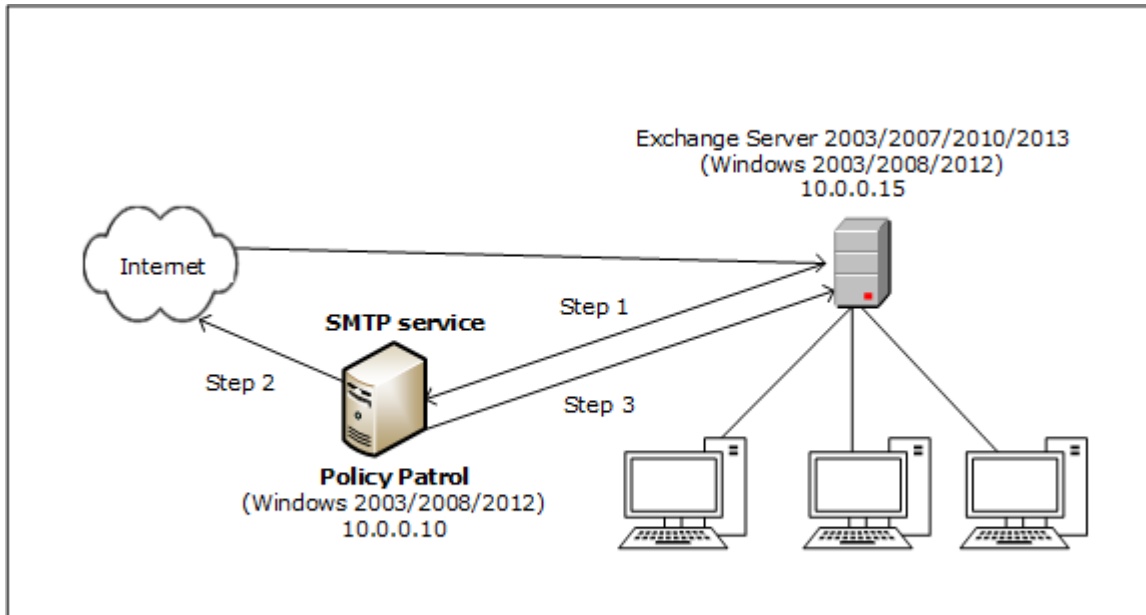 Exchange Server 2003/2007/2010/2013
(Windows 2003/2008/2012)
10.0.0.15
Internet
Step 1
SMTP service
Step 2
Step 3
Policy Patrol
(Windows 2003/2008/2012)
10.0.0.10